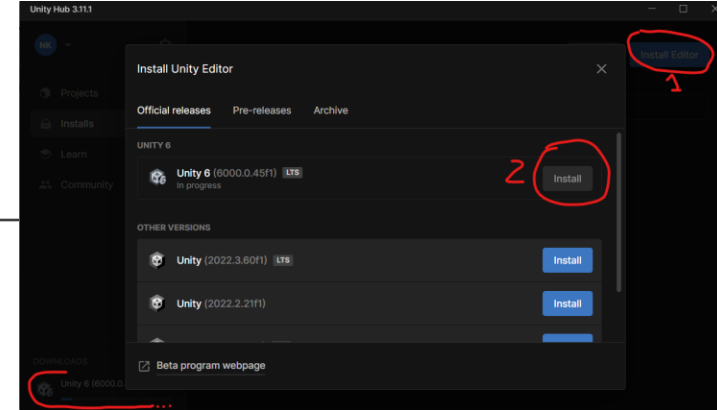 Unity Hub 3.11.1
NK
Install Editor
1
Projects
Installs
Learn
Community
Install Unity Editor
Official releases Pre-releases Archive
UNITY 6
Unity 6 (6000.0.45f1) LTS
In progress
2
Install
OTHER VERSIONS
Unity (2022.3.60f1) LTS
Install
Unity (2022.2.21f1)
Install
Beta program webpage
DOWNLOADS
Unity 6 (6000.0.